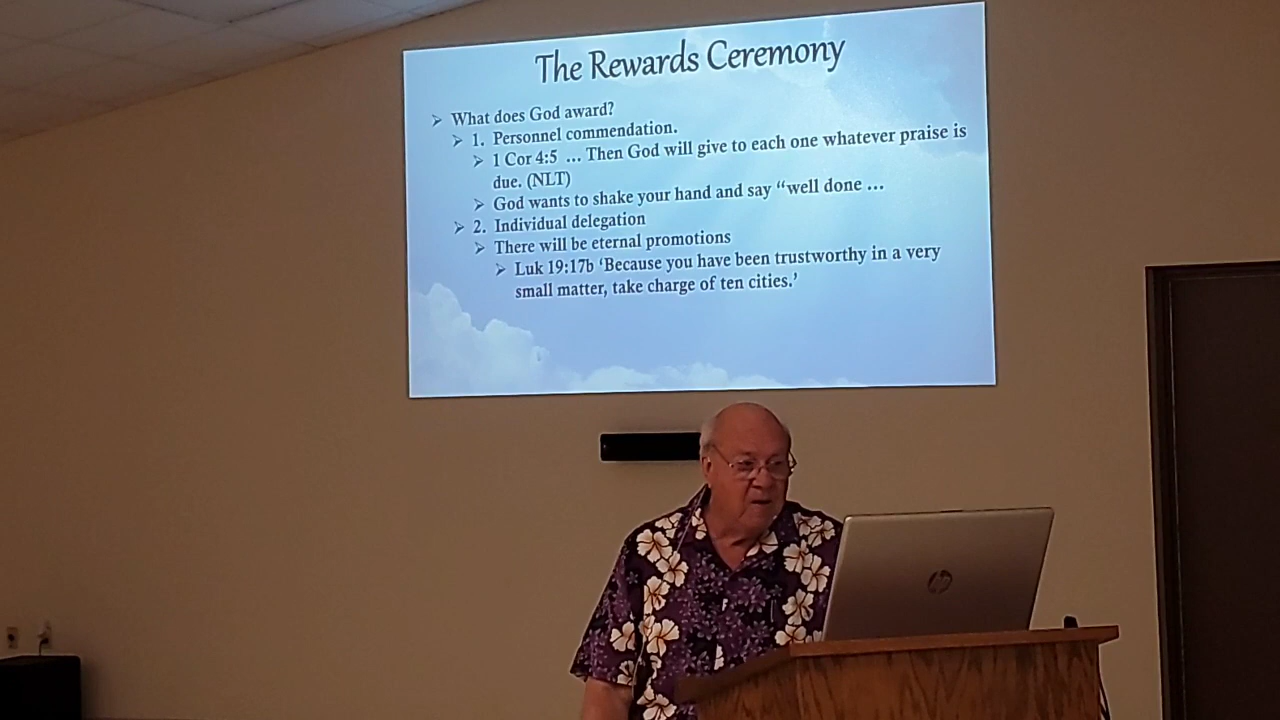 The Rewards Ceremony
➢ What does God award?
➢ 1. Personnel commendation.
➢ 1 Cor 4:5 … Then God will give to each one whatever praise is
due. (NLT)
➢ God wants to shake your hand and say “well done …
➢ 2. Individual delegation
➢ There will be eternal promotions
➢ Luk 19:17b ‘Because you have been trustworthy in a very
small matter, take charge of ten cities.’
hp